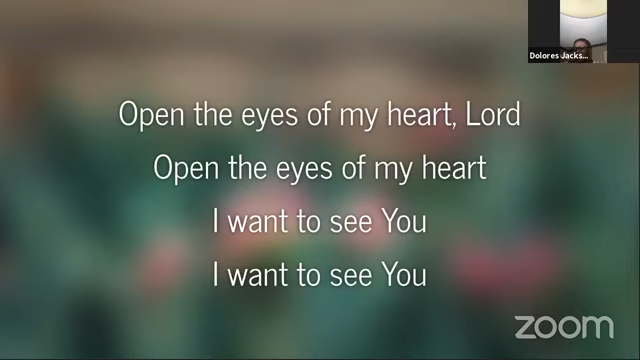 Dolores Jacks...
Open the eyes of my heart, Lord
Open the eyes of my heart
I want to see You
I want to see You
zoom